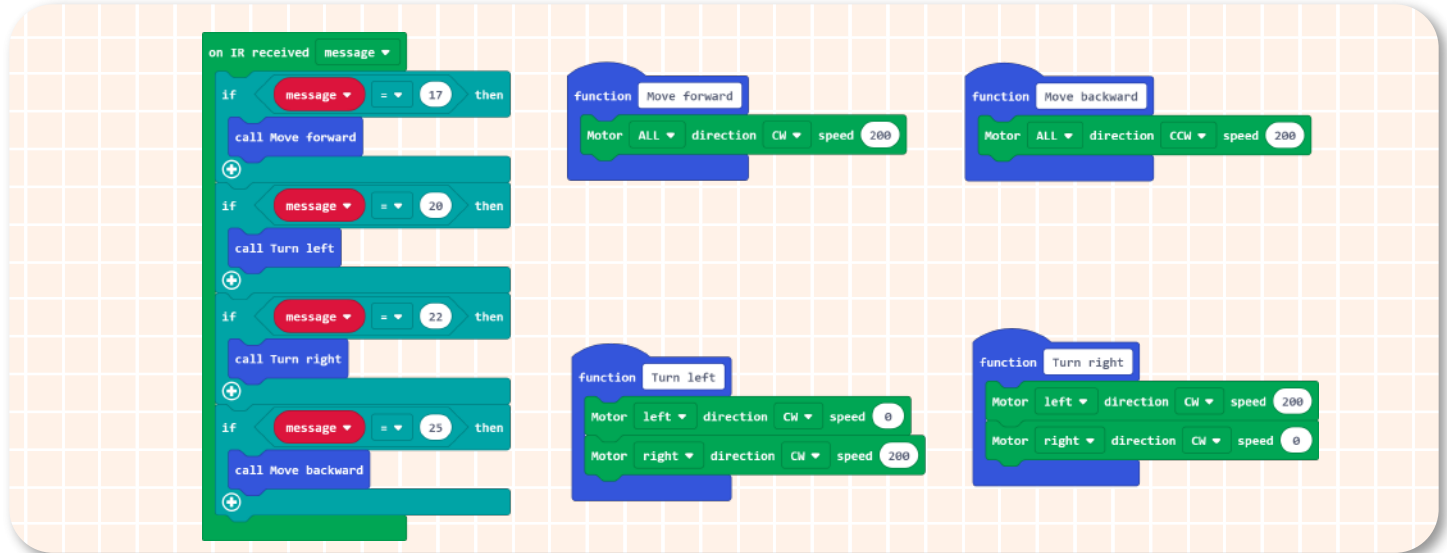 on IR received message
if message = 17 then
call Move forward
if message = 20 then
call Turn left
if message = 22 then
call Turn right
if message = 25 then
call Move backward
function Move forward
Motor ALL direction CW speed 200
function Move backward
Motor ALL direction CCW speed 200
function Turn left
Motor left direction CW speed 0
Motor right direction CW speed 200
function Turn right
Motor left direction CW speed 200
Motor right direction CW speed 0